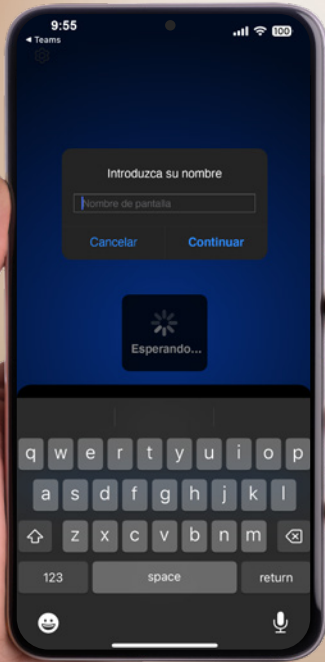 9:55
100
◂ Teams
Introduzca su nombre
Nombre de pantalla
Cancelar
Continuar
Esperando...
q w e r t y u i o p
a s d f g h j k l
z x c v b n m
123
space
return